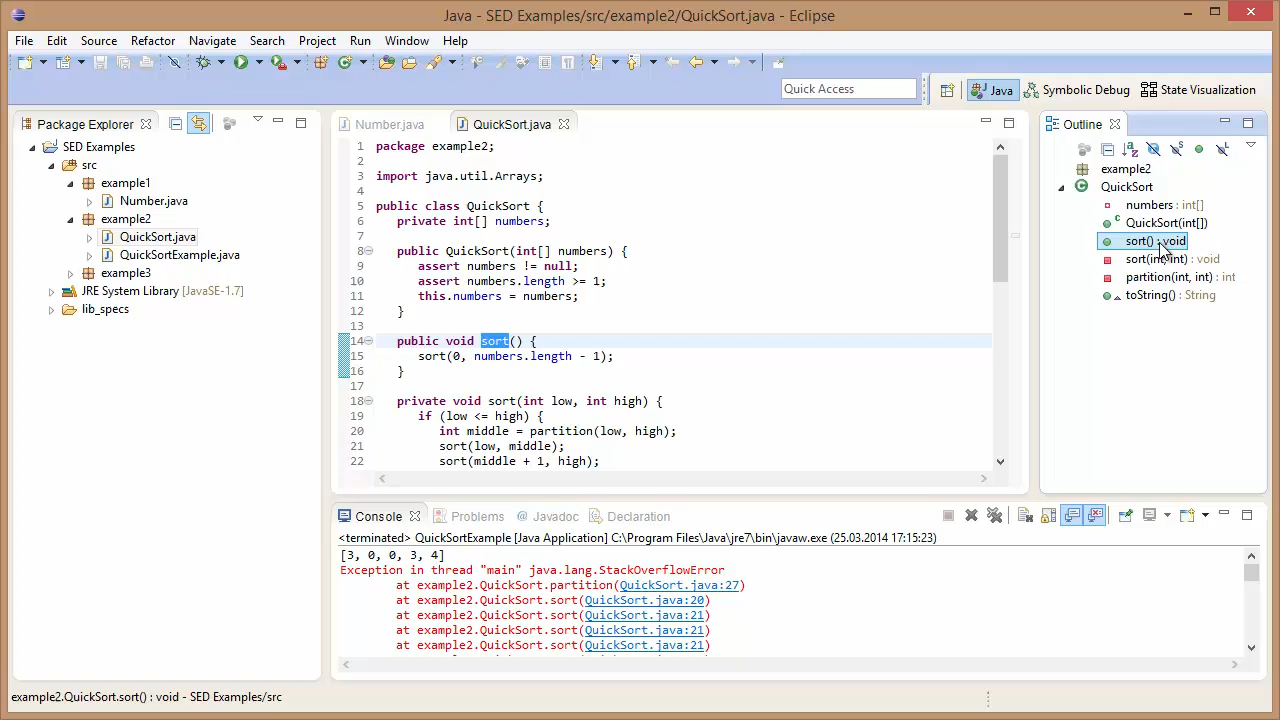 Java - SED Examples/src/example2/QuickSort.java - Eclipse
File Edit Source Refactor Navigate Search Project Run Window Help
Quick Access
Java
Symbolic Debug
State Visualization
Package Explorer
SED Examples
src
example1
Number.java
example2
QuickSort.java
QuickSortExample.java
example3
JRE System Library [JavaSE-1.7]
lib_specs
Number.java
QuickSort.java
1 package example2;
2
3 import java.util.Arrays;
4
5 public class QuickSort {
6 private int[] numbers;
7
8 public QuickSort(int[] numbers) {
9 assert numbers != null;
10 assert numbers.length >= 1;
11 this.numbers = numbers;
12 }
13
14 public void sort() {
15 sort(0, numbers.length - 1);
16 }
17
18 private void sort(int low, int high) {
19 if (low <= high) {
20 int middle = partition(low, high);
21 sort(low, middle);
22 sort(middle + 1, high);
Outline
example2
QuickSort
numbers : int[]
QuickSort(int[])
sort() : void
sort(int, int) : void
partition(int, int) : int
toString() : String
Console
Problems
@ Javadoc
Declaration
<terminated> QuickSortExample [Java Application] C:\Program Files\Java\jre7\bin\javaw.exe (25.03.2014 17:15:23)
[3, 0, 0, 3, 4]
Exception in thread "main" java.lang.StackOverflowError
at example2.QuickSort.partition(QuickSort.java:27)
at example2.QuickSort.sort(QuickSort.java:20)
at example2.QuickSort.sort(QuickSort.java:21)
at example2.QuickSort.sort(QuickSort.java:21)
at example2.QuickSort.sort(QuickSort.java:21)
example2.QuickSort.sort() : void - SED Examples/src